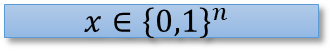 x ∈ {0,1}ⁿ